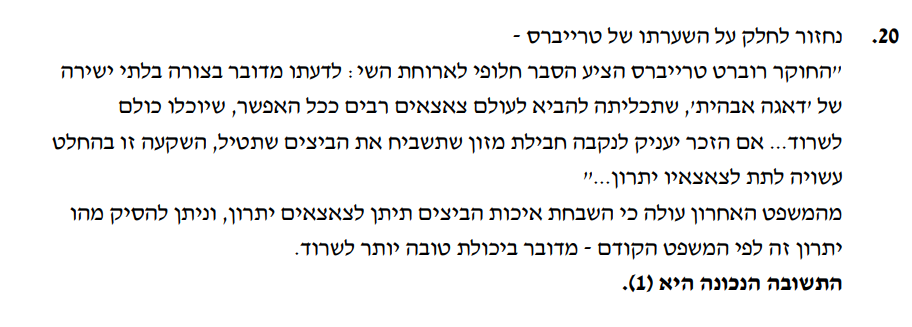 20. נחזור לחלק על השערתו של טרייברס -
"החוקר רוברט טרייברס הציע הסבר חלופי לארוחת השי: לדעתו מדובר בצורה בלתי ישירה
של 'דאגה אבהית', שתכליתה להביא לעולם צאצאים רבים ככל האפשר, שיוכלו כולם
לשרוד... אם הזכר יעניק לנקבה חבילת מזון שתשביח את הביצים שתטיל, השקעה זו בהחלט
עשויה לתת לצאצאיו יתרון..."
מהמשפט האחרון עולה כי השבחת איכות הביצים תיתן לצאצאים יתרון, וניתן להסיק מהו
יתרון זה לפי המשפט הקודם - מדובר ביכולת טובה יותר לשרוד.
התשובה הנכונה היא (1).